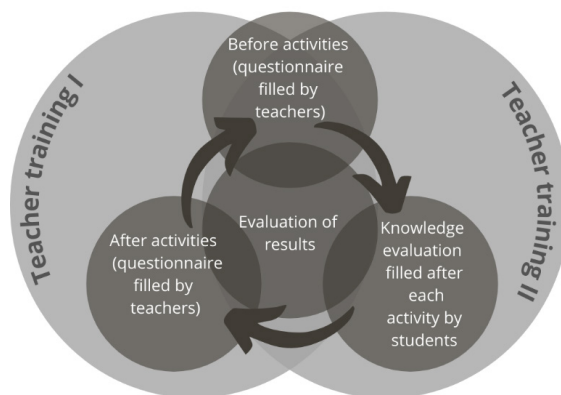 Teacher training I
Before activities
(questionnaire
filled by
teachers)
Teacher training II
Evaluation of
results
After activities
(questionnaire
filled by
teachers)
Knowledge
evaluation
filled after
each
activity by
students